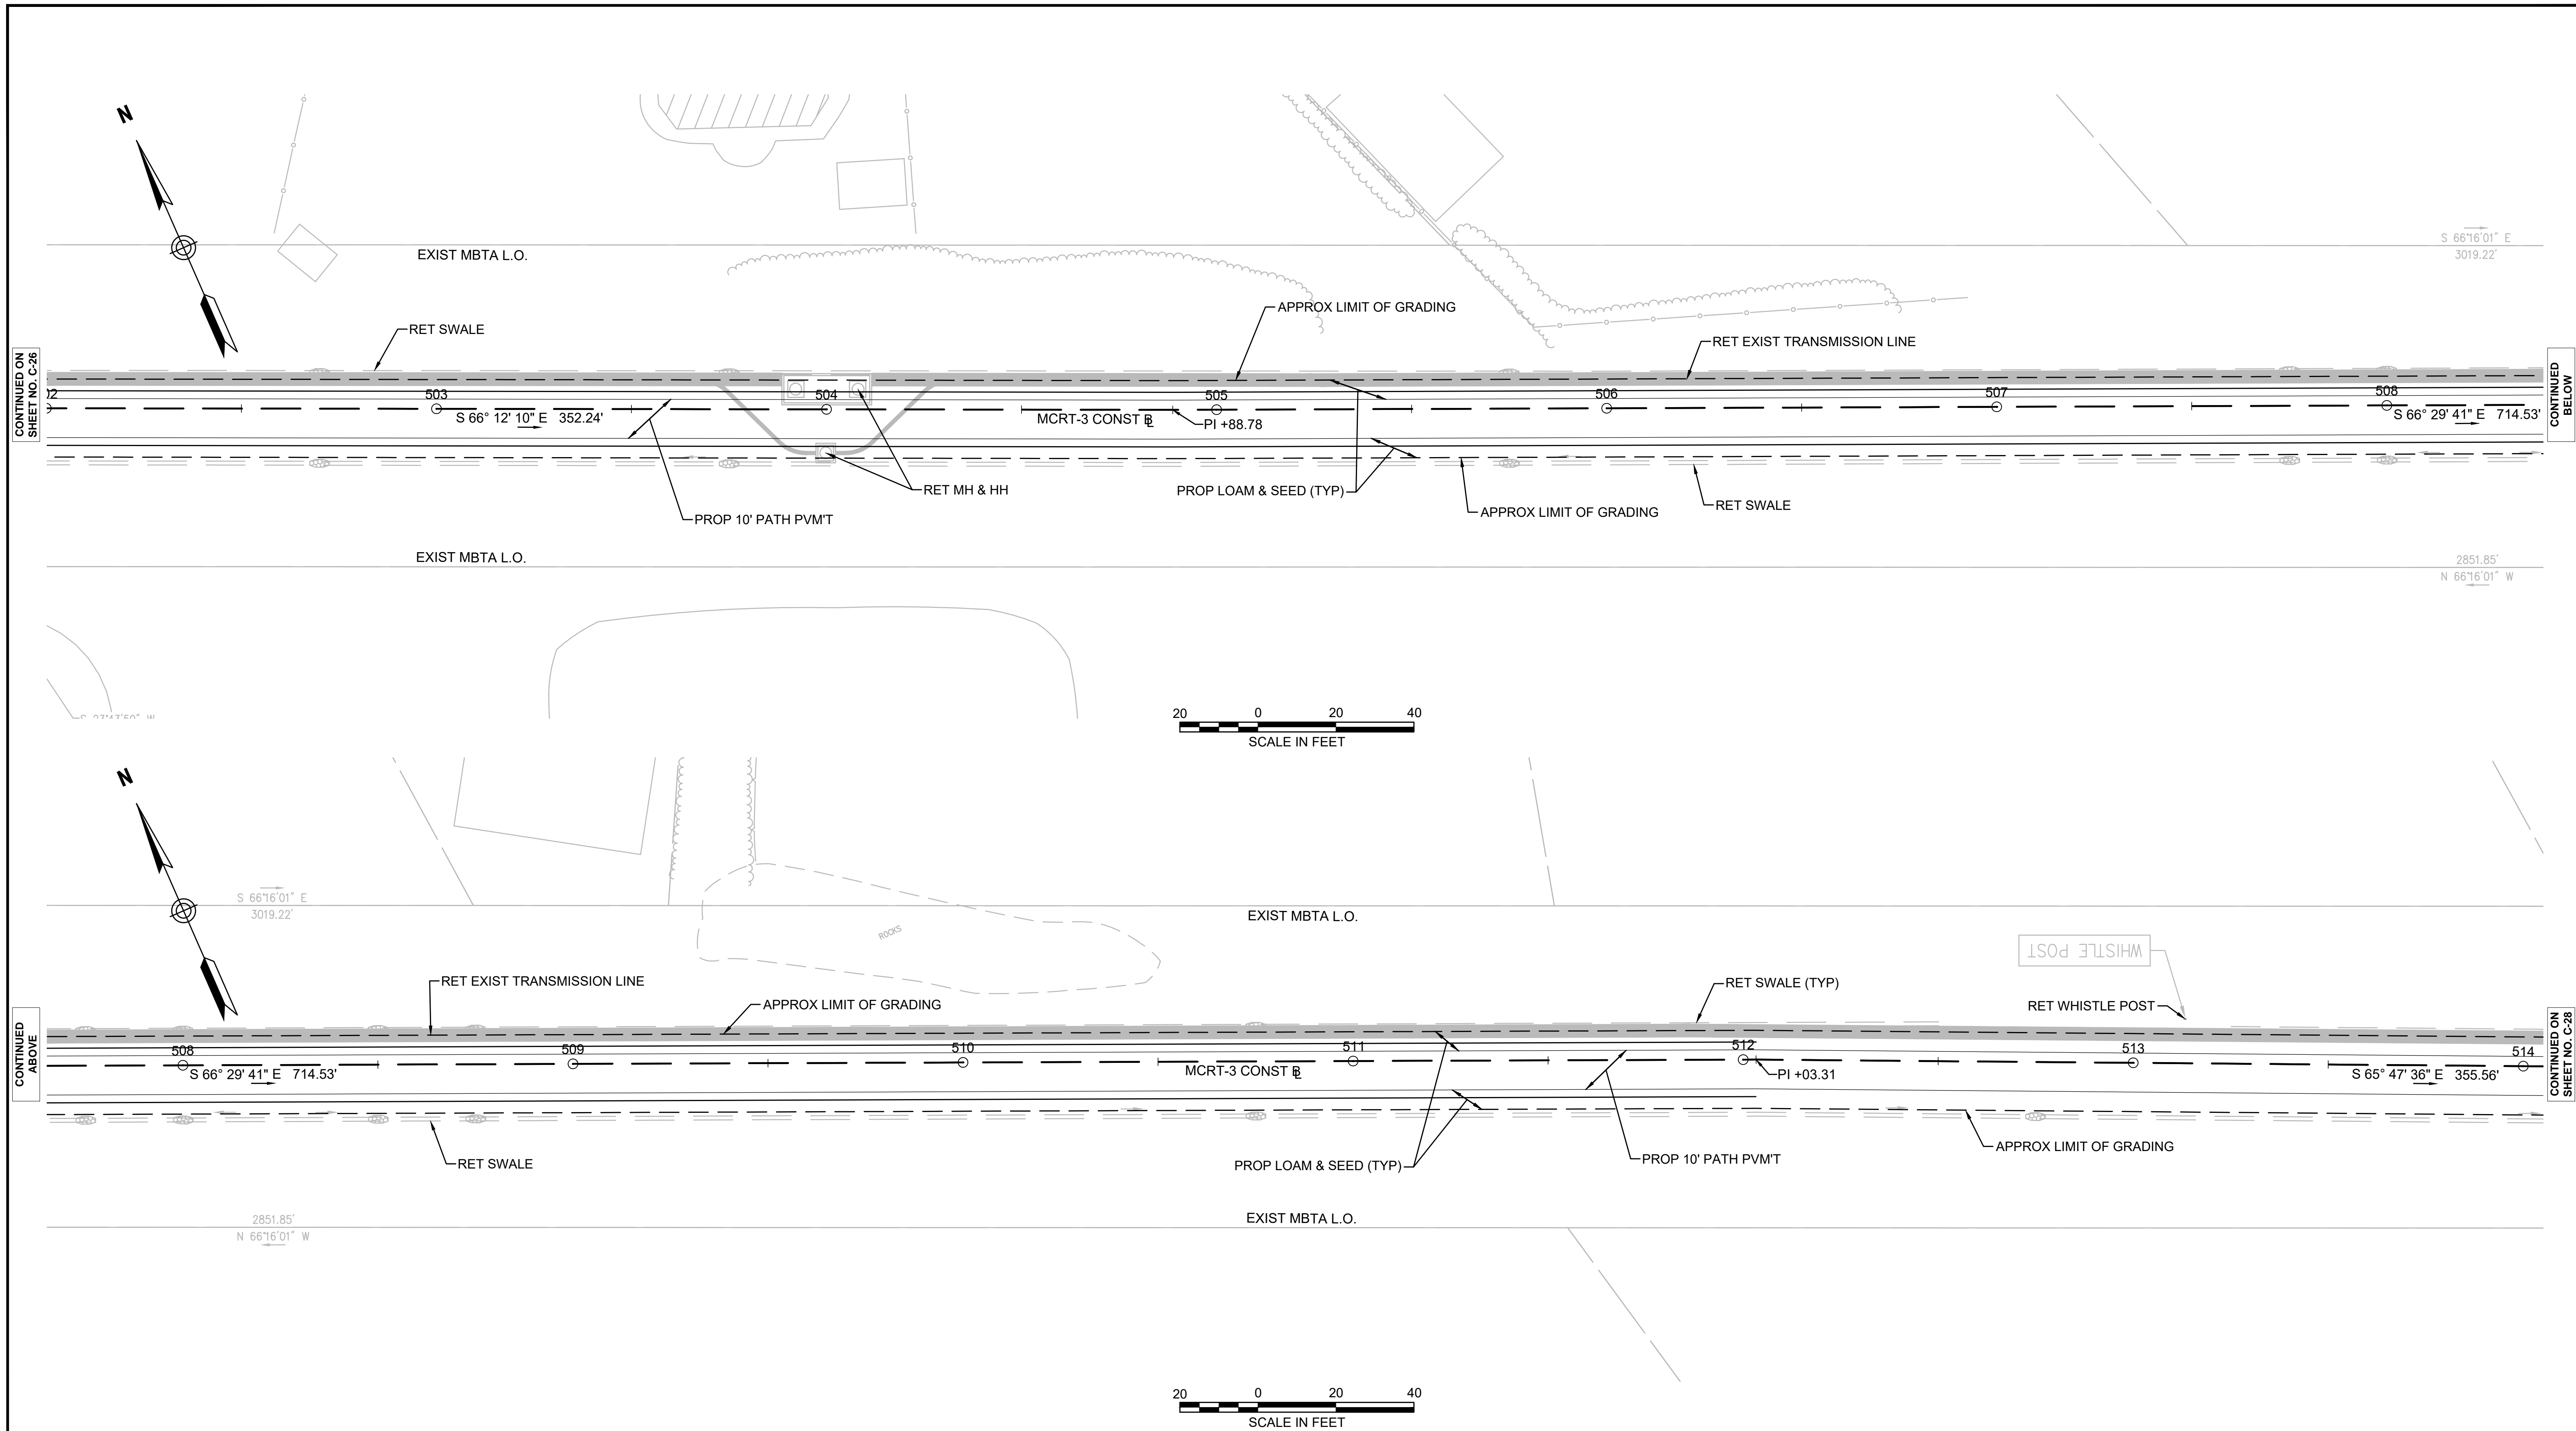 N
EXIST MBTA L.O.
S 66°16'01" E
3019.22'
APPROX LIMIT OF GRADING
RET SWALE
RET EXIST TRANSMISSION LINE
CONTINUED ON
SHEET NO. C-26
CONTINUED
BELOW
503
504
505
506
507
508
S 66° 12' 10" E 352.24'
MCRT-3 CONST BL
PI +88.78
S 66° 29' 41" E 714.53'
RET MH & HH
PROP LOAM & SEED (TYP)
PROP 10' PATH PVM'T
APPROX LIMIT OF GRADING
RET SWALE
EXIST MBTA L.O.
2851.85'
N 66°16'01" W
20 0 20 40
SCALE IN FEET
N
S 66°16'01" E
3019.22'
EXIST MBTA L.O.
ROCKS
WHISTLE POST
RET EXIST TRANSMISSION LINE
APPROX LIMIT OF GRADING
RET SWALE (TYP)
RET WHISTLE POST
CONTINUED
ABOVE
CONTINUED ON
SHEET NO. C-28
508
509
510
511
512
513
514
S 66° 29' 41" E 714.53'
MCRT-3 CONST BL
PI +03.31
S 65° 47' 36" E 355.56'
RET SWALE
PROP LOAM & SEED (TYP)
PROP 10' PATH PVM'T
APPROX LIMIT OF GRADING
2851.85'
N 66°16'01" W
EXIST MBTA L.O.
20 0 20 40
SCALE IN FEET